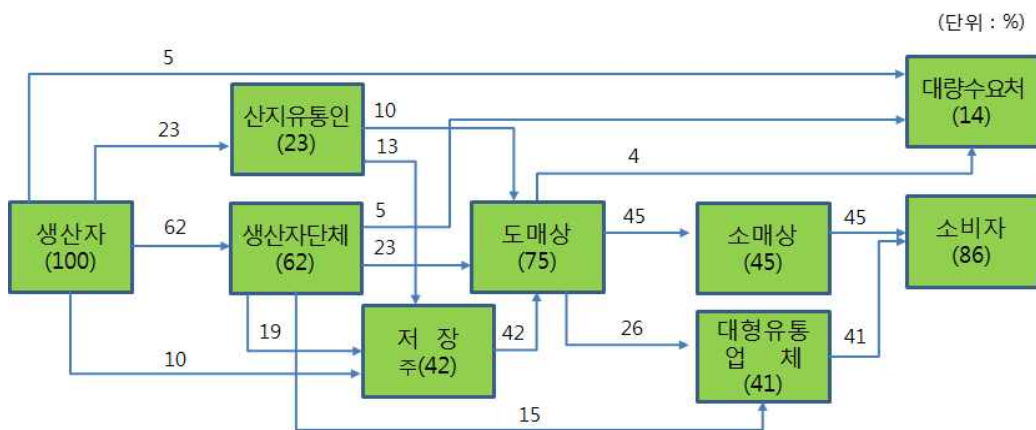 (단위 : %)
5
대량수요처
(14)
산지유통인
(23)
10
23
13
4
생산자
(100)
62
생산자단체
(62)
5
23
도매상
(75)
45
소매상
(45)
45
소비자
(86)
19
저 장
주(42)
42
26
대형유통
업 체
(41)
41
10
15